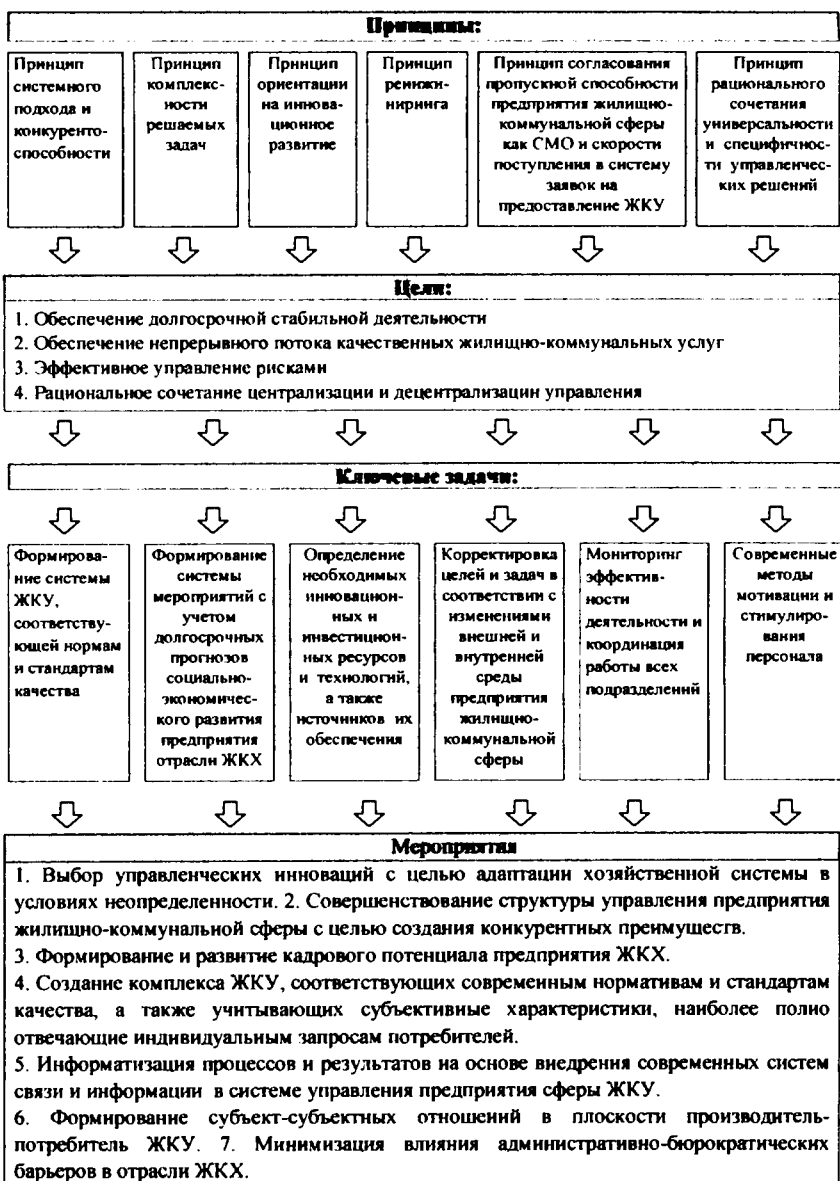 Принципы:
Принцип
системного
подхода и
конкуренто-
способности
Принцип
комплекс-
ности
решаемых
задач
Принцип
ориентации
на иннова-
ционное
развитие
Принцип
реинжи-
ниринга
Принцип согласования
пропускной способности
предприятия жилищно-
коммунальной сферы
как СМО и скорости
поступления в систему
заявок на
предоставление ЖКУ
Принцип
рационального
сочетания
универсальности
и специфичнос-
ти управленчес-
ких решений
Цели:
1. Обеспечение долгосрочной стабильной деятельности
2. Обеспечение непрерывного потока качественных жилищно-коммунальных услуг
3. Эффективное управление рисками
4. Рациональное сочетание централизации и децентрализации управления
Ключевые задачи:
Формирова-
ние системы
ЖКУ,
соответству-
ющей нормам
и стандартам
качества
Формирование
системы
мероприятий с
учетом
долгосрочных
прогнозов
социально-
экономичес-
кого развития
предприятия
отрасли ЖКХ
Определение
необходимых
инновацион-
ных и
инвестицион-
ных ресурсов
и технологий,
а также
источников их
обеспечения
Корректировка
целей и задач в
соответствии с
изменениями
внешней и
внутренней
среды
предприятия
жилищно-
коммунальной
сферы
Мониторинг
эффектив-
ности
деятельности и
координация
работы всех
подразделений
Современные
методы
мотивации и
стимулиро-
вания
персонала
Мероприятия
1. Выбор управленческих инноваций с целью адаптации хозяйственной системы в
условиях неопределенности. 2. Совершенствование структуры управления предприятия
жилищно-коммунальной сферы с целью создания конкурентных преимуществ.
3. Формирование и развитие кадрового потенциала предприятия ЖКХ.
4. Создание комплекса ЖКУ, соответствующих современным нормативам и стандартам
качества, а также учитывающих субъективные характеристики, наиболее полно
отвечающие индивидуальным запросам потребителей.
5. Информатизация процессов и результатов на основе внедрения современных систем
связи и информации в системе управления предприятия сферы ЖКУ.
6. Формирование субъект-субъектных отношений в плоскости производитель-
потребитель ЖКУ. 7. Минимизация влияния административно-бюрократических
барьеров в отрасли ЖКХ.